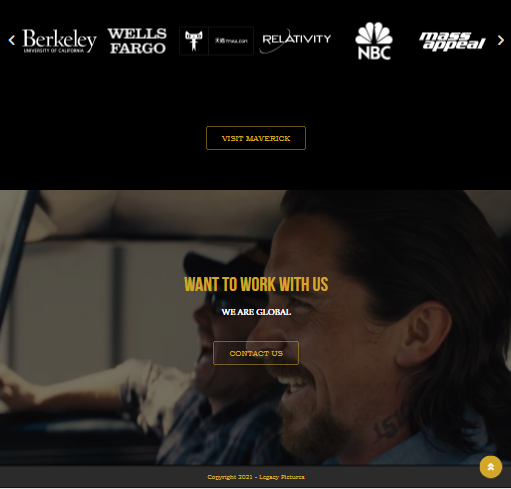 Berkeley
UNIVERSITY OF CALIFORNIA
WELLS
FARGO
天猫 TMALL.COM
RELATIVITY
NBC
mass
appeal
VISIT MAVERICK
WANT TO WORK WITH US
WE ARE GLOBAL
CONTACT US
Copyright 2021 - Legacy Pictures